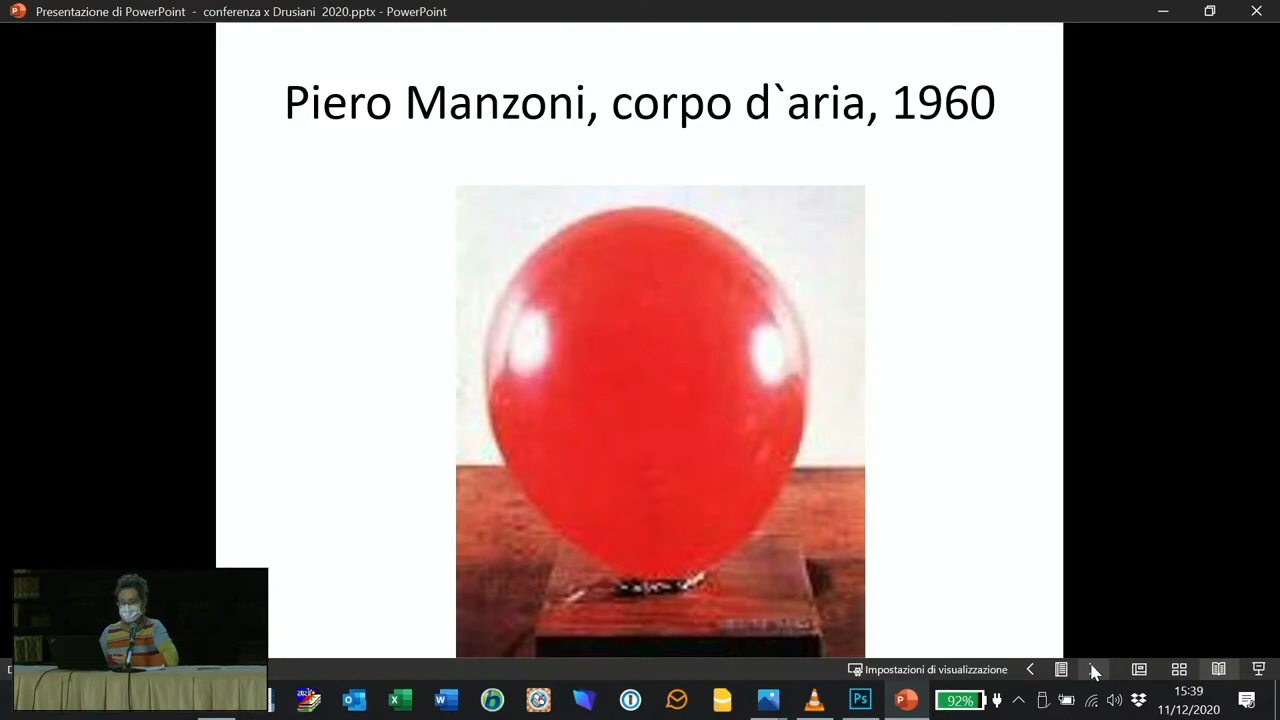 Presentazione di PowerPoint - conferenza x Drusiani 2020.pptx - PowerPoint
Piero Manzoni, corpo d`aria, 1960
Impostazioni di visualizzazione
92%
15:39
11/12/2020
Ps